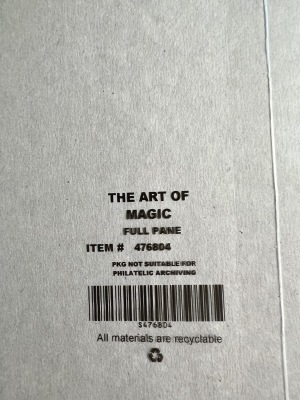 THE ART OF
MAGIC
FULL PANE
ITEM # 476804
PKG NOT SUITABLE FOR
PHILATELIC ARCHIVING
S476804
All materials are recyclable